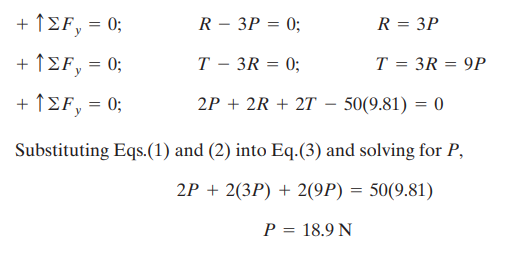 + ↑ΣF_y = 0; R − 3P = 0; R = 3P
+ ↑ΣF_y = 0; T − 3R = 0; T = 3R = 9P
+ ↑ΣF_y = 0; 2P + 2R + 2T − 50(9.81) = 0
Substituting Eqs.(1) and (2) into Eq.(3) and solving for P,
2P + 2(3P) + 2(9P) = 50(9.81)
P = 18.9 N